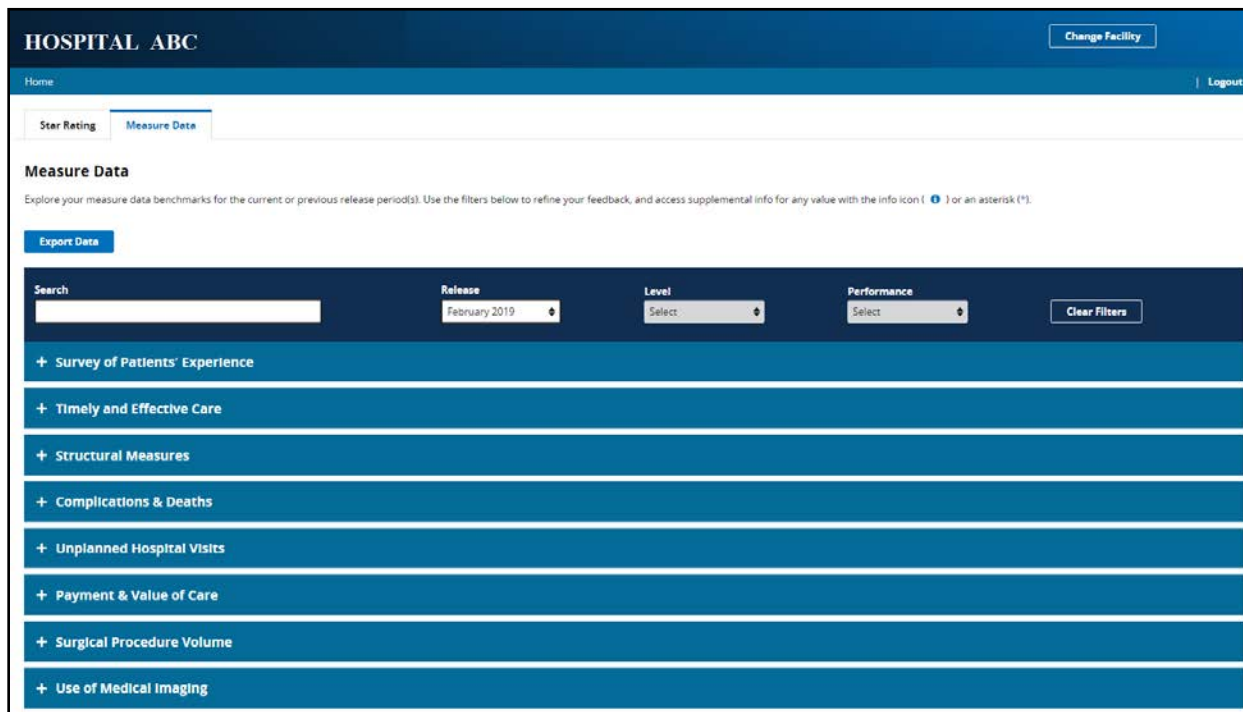 HOSPITAL ABC
Change Facility
Home
| Logout
Star Rating
Measure Data
Measure Data
Explore your measure data benchmarks for the current or previous release period(s). Use the filters below to refine your feedback, and access supplemental info for any value with the info icon ( i ) or an asterisk (*).
Export Data
Search
Release
Level
Performance
February 2019
Select
Select
Clear Filters
+ Survey of Patients' Experience
+ Timely and Effective Care
+ Structural Measures
+ Complications & Deaths
+ Unplanned Hospital Visits
+ Payment & Value of Care
+ Surgical Procedure Volume
+ Use of Medical Imaging